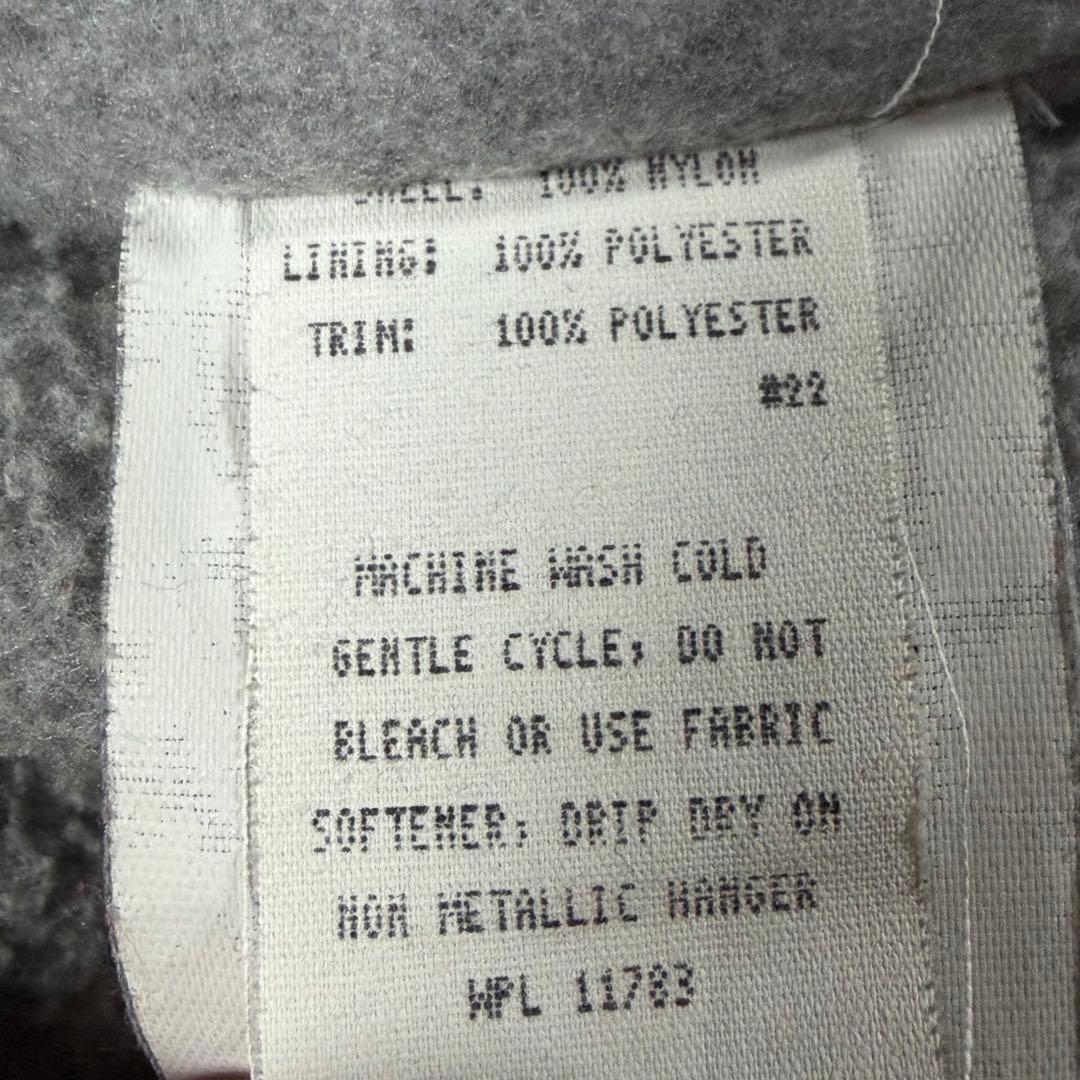 SHELL: 100% NYLON
LINING: 100% POLYESTER
TRIM: 100% POLYESTER
#22
MACHINE WASH COLD
GENTLE CYCLE; DO NOT
BLEACH OR USE FABRIC
SOFTENER; DRIP DRY ON
NON METALLIC HANGER
WPL 11783